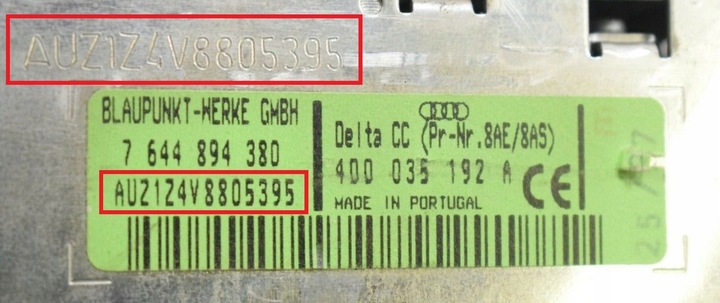 AUZ1Z4V8805395
BLAUPUNKT-WERKE GMBH
7 644 894 380
AUZ1Z4V8805395
Delta CC (Pr-Nr.8AE/8AS)
4D0 035 192 A
CE
MADE IN PORTUGAL